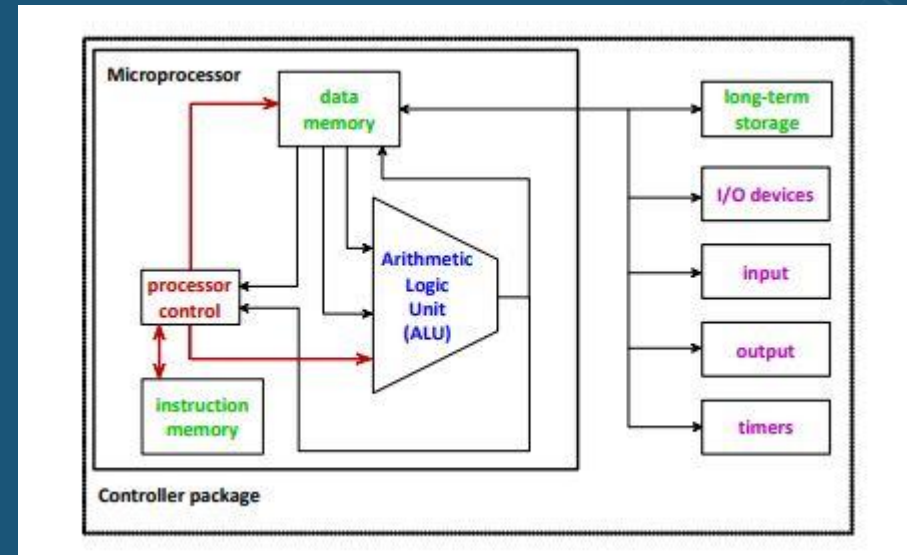 Microprocessor
data
memory
long-term
storage
I/O devices
Arithmetic
Logic
Unit
(ALU)
input
processor
control
output
instruction
memory
timers
Controller package